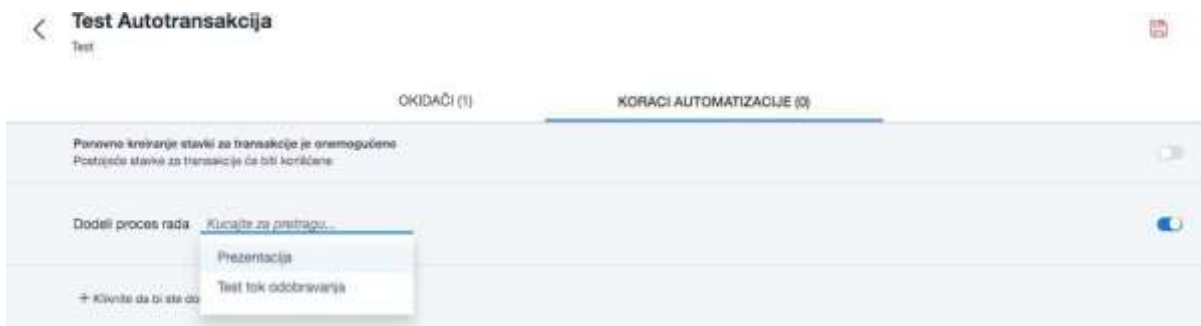 Test Autotransakcija
Test
OKIDAČI (1)
KORACI AUTOMATIZACIJE (0)
Ponovno kreiranje stavki za transakcije je onemogućeno
Postojeće stavke za transakcije će biti korišćene
Dodeli proces rada Kucajte za pretragu...
Prezentacija
Test tok odobravanja
+ Kliknite da bi ste do